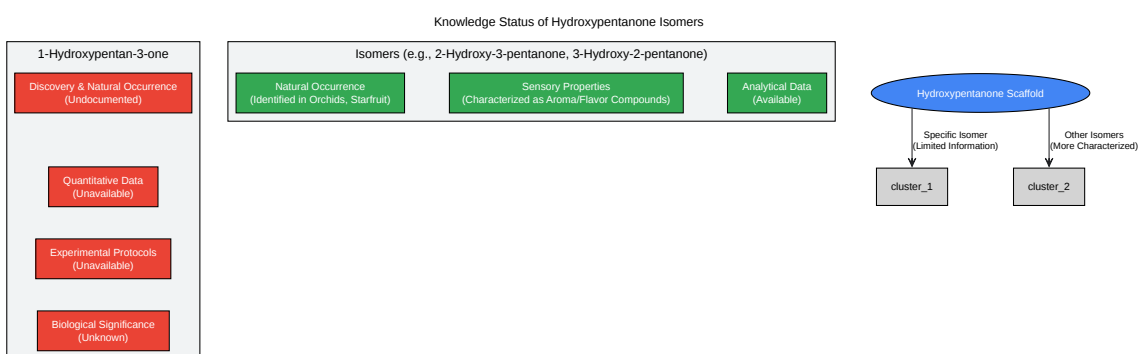 Knowledge Status of Hydroxypentanone Isomers
1-Hydroxypentan-3-one
Discovery & Natural Occurrence
(Undocumented)
Quantitative Data
(Unavailable)
Experimental Protocols
(Unavailable)
Biological Significance
(Unknown)
Isomers (e.g., 2-Hydroxy-3-pentanone, 3-Hydroxy-2-pentanone)
Natural Occurrence
(Identified in Orchids, Starfruit)
Sensory Properties
(Characterized as Aroma/Flavor Compounds)
Analytical Data
(Available)
Hydroxypentanone Scaffold
Specific Isomer
(Limited Information)
Other Isomers
(More Characterized)
cluster_1
cluster_2